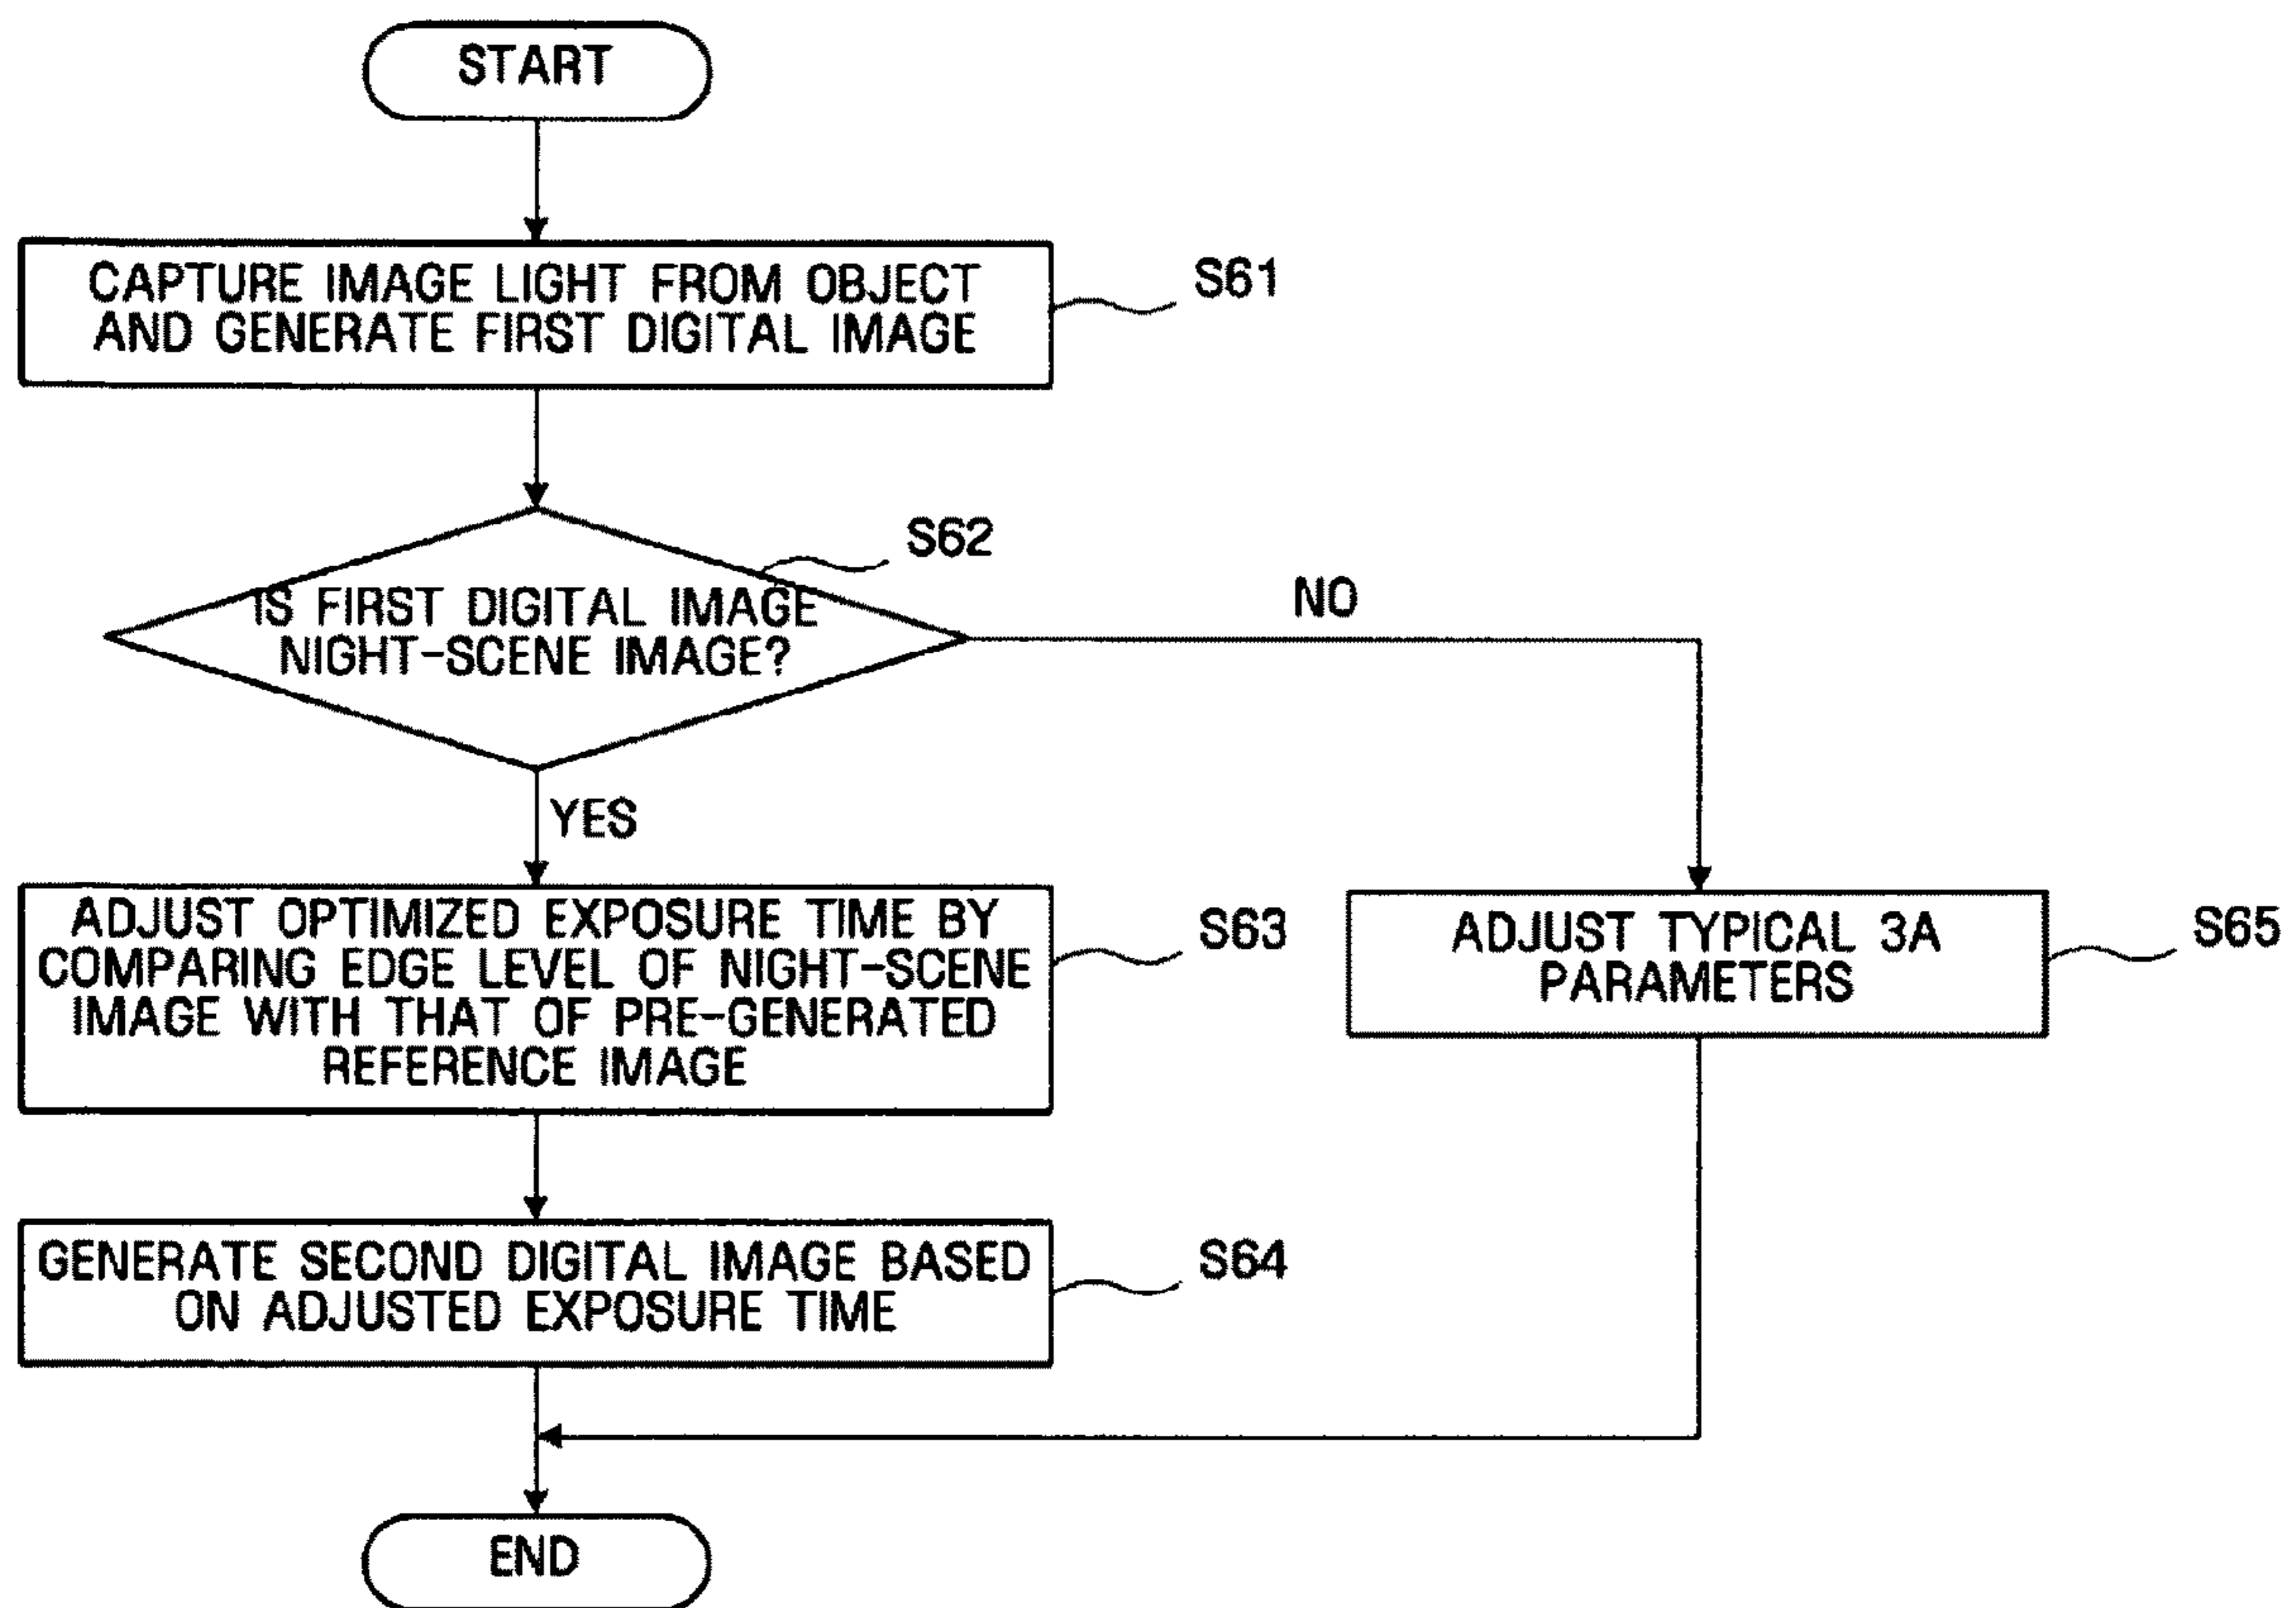 START
CAPTURE IMAGE LIGHT FROM OBJECT
AND GENERATE FIRST DIGITAL IMAGE
S61
S62
IS FIRST DIGITAL IMAGE
NIGHT-SCENE IMAGE?
NO
YES
ADJUST OPTIMIZED EXPOSURE TIME BY
COMPARING EDGE LEVEL OF NIGHT-SCENE
IMAGE WITH THAT OF PRE-GENERATED
REFERENCE IMAGE
S63
ADJUST TYPICAL 3A
PARAMETERS
S65
GENERATE SECOND DIGITAL IMAGE BASED
ON ADJUSTED EXPOSURE TIME
S64
END